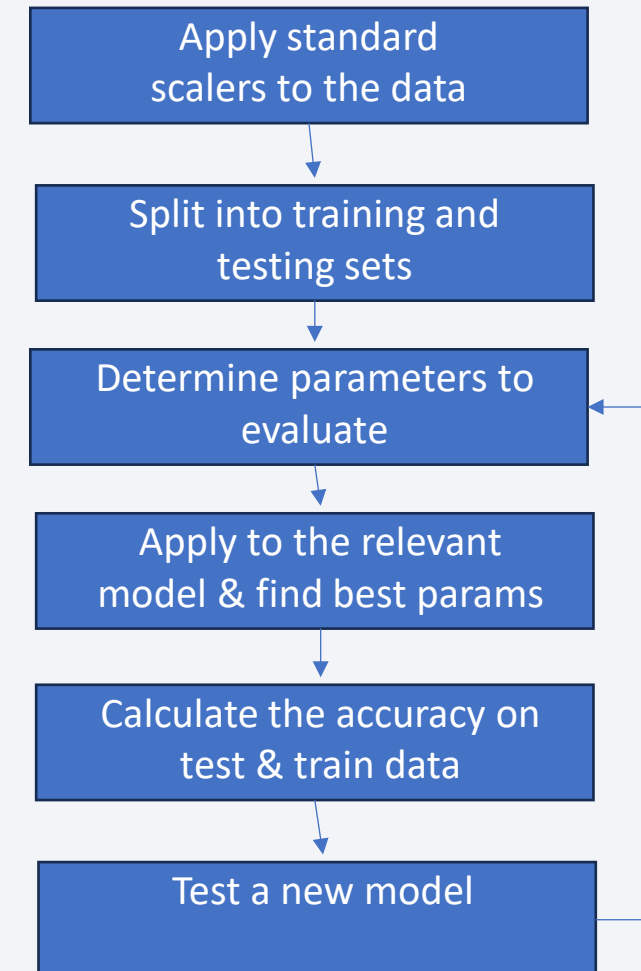 Apply standard
scalers to the data
Split into training and
testing sets
Determine parameters to
evaluate
Apply to the relevant
model & find best params
Calculate the accuracy on
test & train data
Test a new model